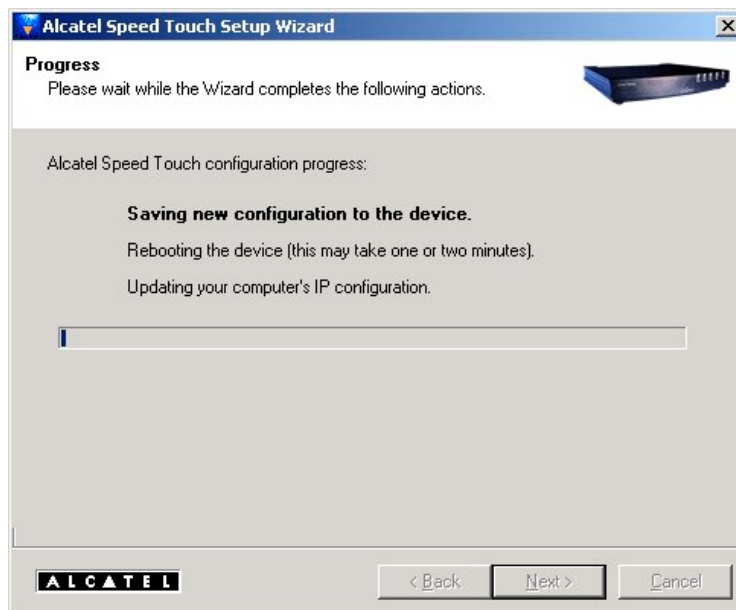 Alcatel Speed Touch Setup Wizard
Progress
Please wait while the Wizard completes the following actions.
Alcatel Speed Touch configuration progress:
Saving new configuration to the device.
Rebooting the device (this may take one or two minutes).
Updating your computer's IP configuration.
ALCATEL
< Back
Next >
Cancel